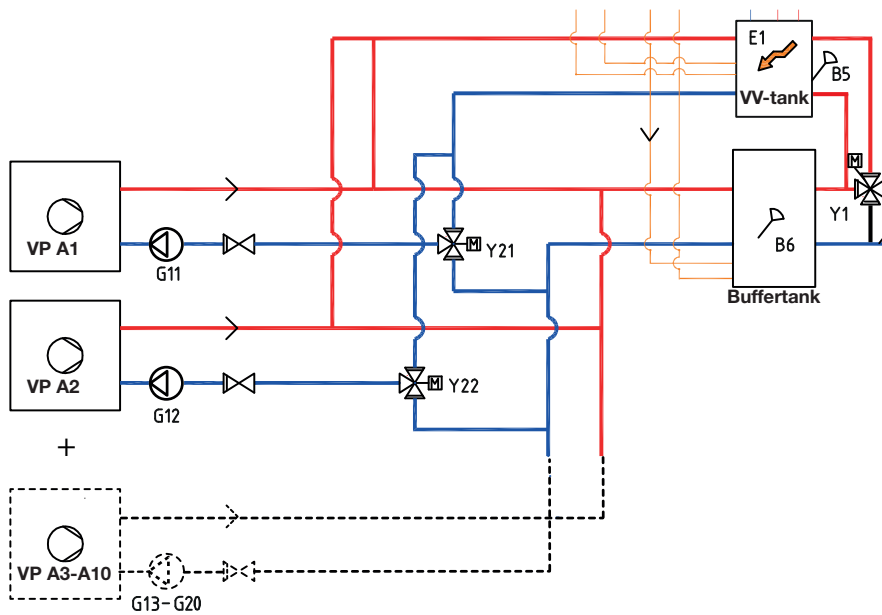 E1
B5
VV-tank
M
Y1
VP A1
G11
M
Y21
B6
Buffertank
VP A2
G12
M
Y22
+
VP A3-A10
G13-G20